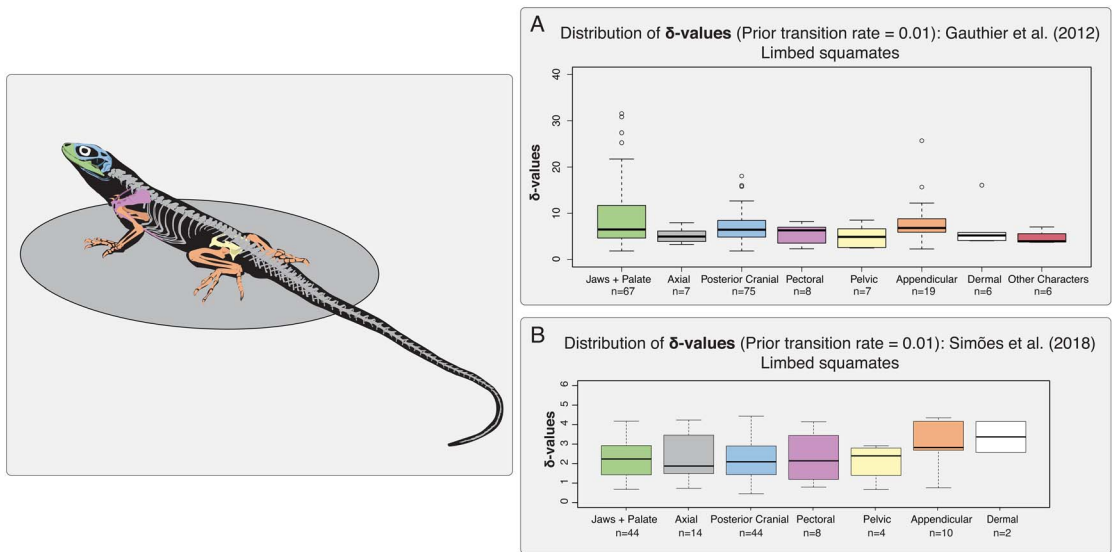 A
Distribution of δ-values (Prior transition rate = 0.01): Gauthier et al. (2012)
Limbed squamates
δ-values
40
30
20
10
0
Jaws + Palate Axial Posterior Cranial Pectoral Pelvic Appendicular Dermal Other Characters
n=67 n=7 n=75 n=8 n=7 n=19 n=6 n=6
B
Distribution of δ-values (Prior transition rate = 0.01): Simões et al. (2018)
Limbed squamates
δ-values
6
5
4
3
2
1
0
Jaws + Palate Axial Posterior Cranial Pectoral Pelvic Appendicular Dermal
n=44 n=14 n=44 n=8 n=4 n=10 n=2